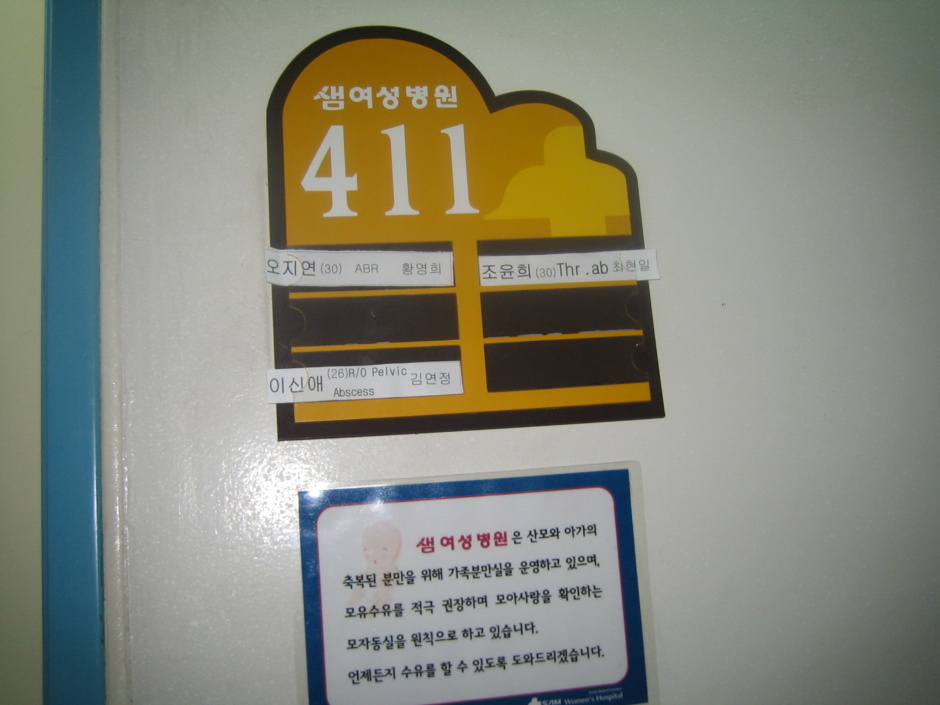 샘여성병원
411
오지연 (30) ABR 황영희
조윤희 (30) Thr.ab 최현일
이신애 (26)R/O Pelvic Abscess 김연정
샘여성병원은 산모와 아가의
축복된 분만을 위해 가족분만실을 운영하고 있으며,
모유수유를 적극 권장하며 모아사랑을 확인하는
모자동실을 원칙으로 하고 있습니다.
언제든지 수유를 할 수 있도록 도와드리겠습니다.
SAM Women's Hospital